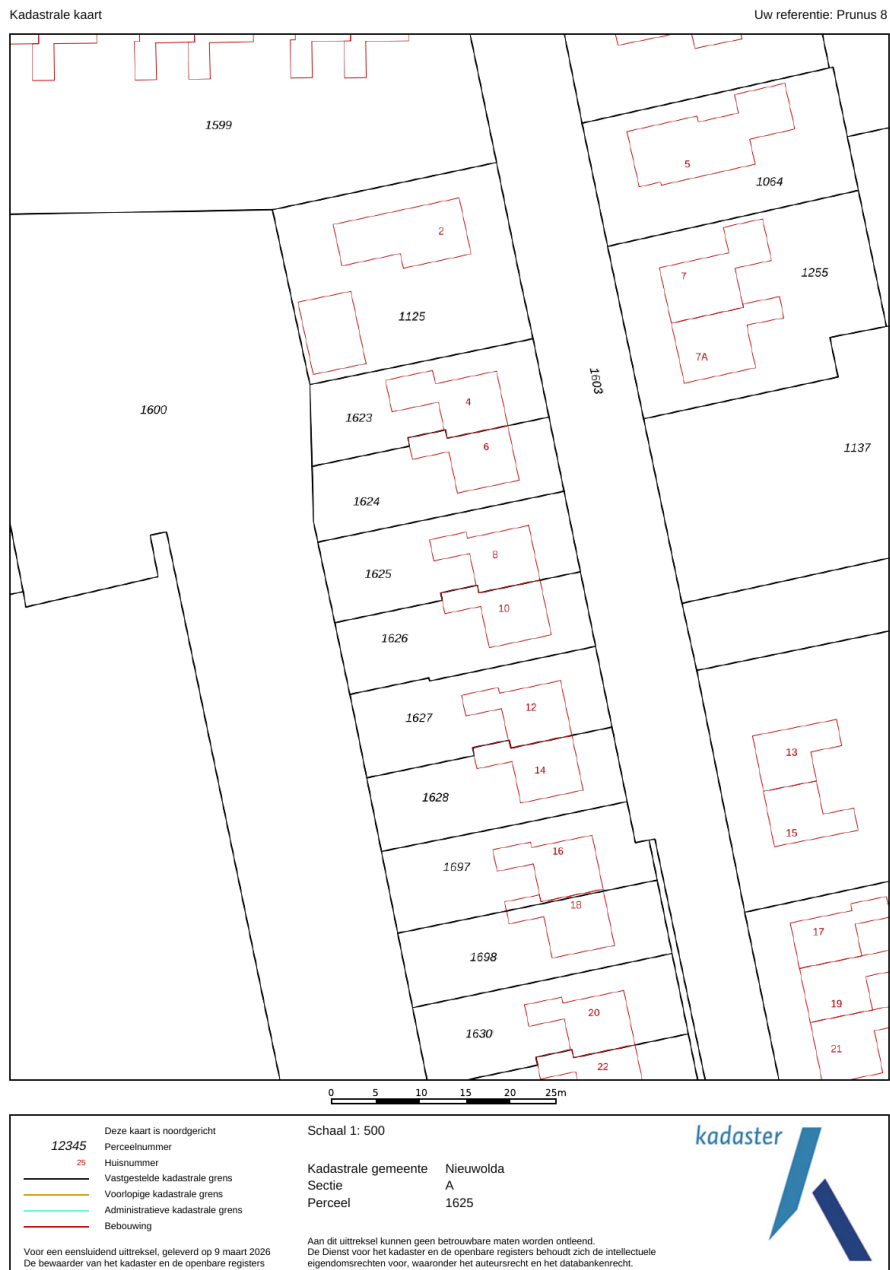 Kadastrale kaart
Uw referentie: Prunus 8
1599
2
5
1064
7
1255
1125
7A
1603
4
1600
1623
6
1137
1624
8
1625
10
1626
12
1627
13
14
1628
15
16
1697
18
17
1698
19
20
1630
21
22
0 5 10 15 20 25m
Deze kaart is noordgericht
12345 Perceelnummer
25 Huisnummer
Vastgestelde kadastrale grens
Voorlopige kadastrale grens
Administratieve kadastrale grens
Bebouwing
Voor een eensluidend uittreksel, geleverd op 9 maart 2026
De bewaarder van het kadaster en de openbare registers
Schaal 1: 500
Kadastrale gemeente Nieuwolda
Sectie A
Perceel 1625
Aan dit uittreksel kunnen geen betrouwbare maten worden ontleend.
De Dienst voor het kadaster en de openbare registers behoudt zich de intellectuele
eigendomsrechten voor, waaronder het auteursrecht en het databankenrecht.
kadaster